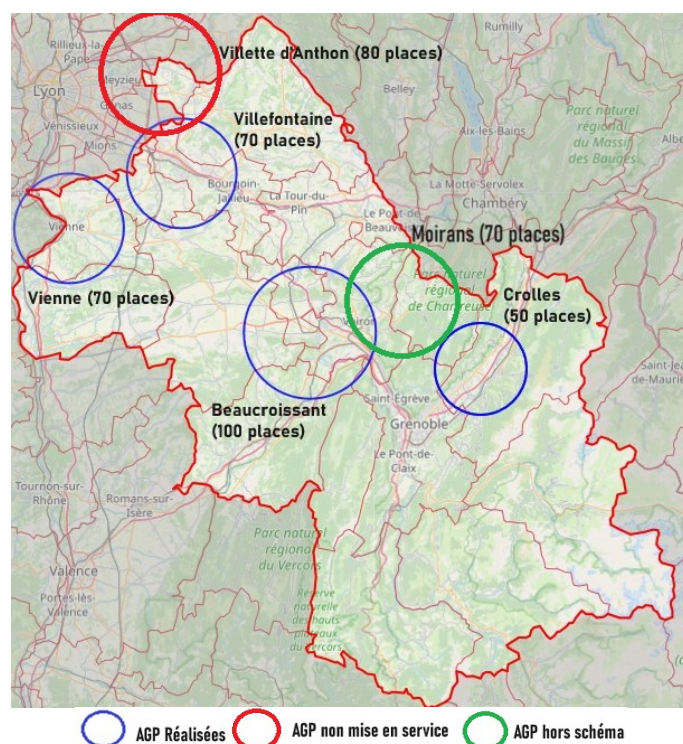 Rumilly
Rillieux-la-
Pape
Villette d'Anthon (80 places)
Meyzieu
Lyon
Genas
Belley
Vénissieux
Mions
Villefontaine
(70 places)
Aix-les-Bains
Parc naturel
régional
du Massif
des Bauges
Albe
Bourgoin-
Jallieu
La Tour-du-
Pin
La Motte-Servolex
Chambéry
Le Pont-de-
Beauvoisin
Vienne
Moirans (70 places)
Parc naturel
régional
de Chartreuse
Crolles
(50 places)
Vienne (70 places)
Voiron
Saint-Jea
de-Maurie
Beaucroissant
(100 places)
Saint-Égrève
Grenoble
Le Pont-de-
Claix
Tournon-sur-
Rhône
Romans-sur-
Isère
Parc naturel
régional
du Vercors
Valence
Portes-lès-
Valence
Réserve
naturelle
des hauts
plateaux
du Vercors
AGP Réalisées
AGP non mise en service
AGP hors schéma